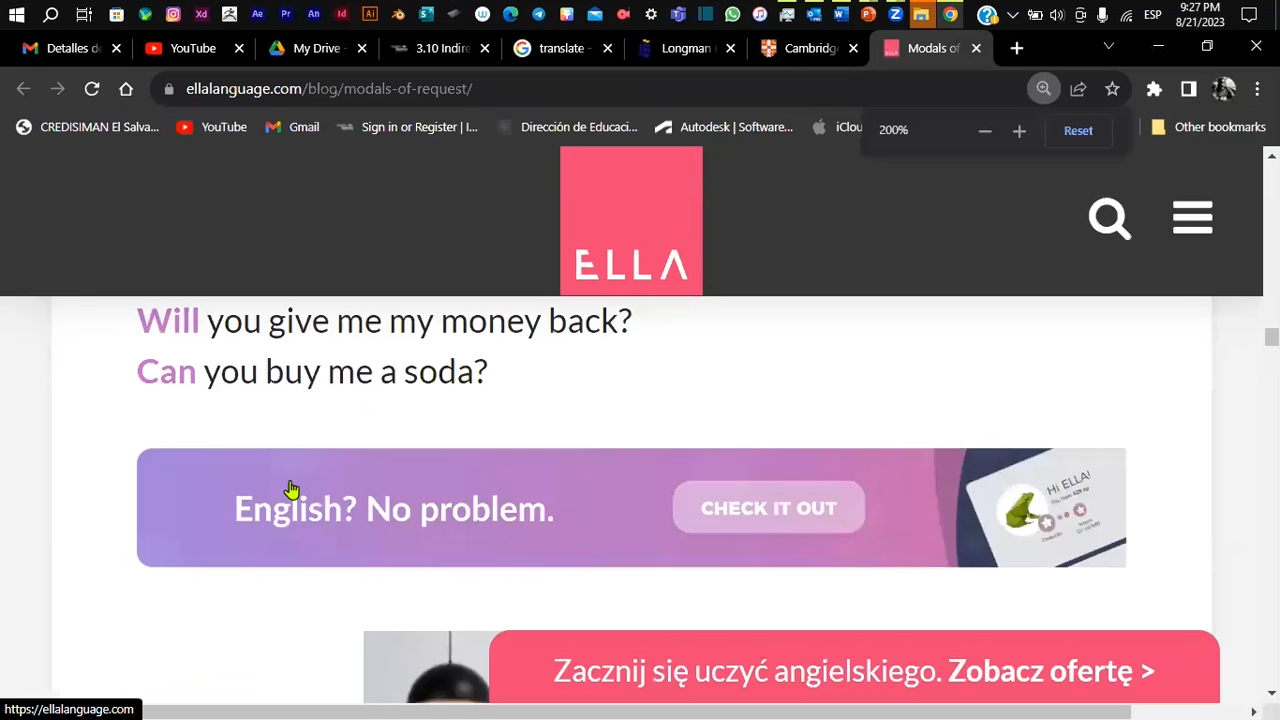 9:27 PM
ESP
8/21/2023
Detalles de
YouTube
My Drive -
3.10 Indire
translate -
Longman
Cambridg
Modals of
ellalanguage.com/blog/modals-of-request/
CREDISIMAN El Salva...
YouTube
Gmail
Sign in or Register | I...
Dirección de Educaci...
Autodesk | Software...
iClou
200%
Reset
Other bookmarks
ELLA
Will you give me my money back?
Can you buy me a soda?
English? No problem.
CHECK IT OUT
Hi ELLA!
Zacznij się uczyć angielskiego. Zobacz ofertę >
https://ellalanguage.com